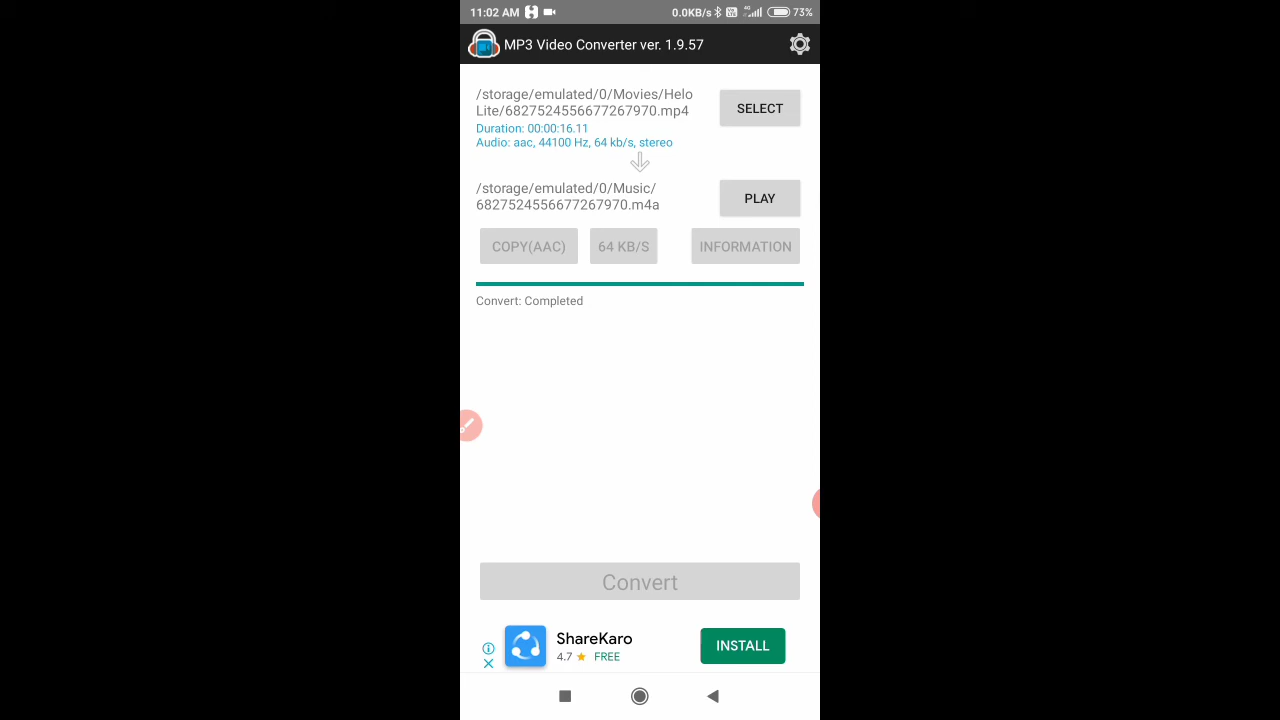 11:02 AM 0.0KB/s 4G 73%
MP3 Video Converter ver. 1.9.57
/storage/emulated/0/Movies/Helo
Lite/6827524556677267970.mp4
SELECT
Duration: 00:00:16.11
Audio: aac, 44100 Hz, 64 kb/s, stereo
/storage/emulated/0/Music/
6827524556677267970.m4a
PLAY
COPY(AAC) 64 KB/S INFORMATION
Convert: Completed
Convert
ShareKaro
4.7 ★ FREE
INSTALL